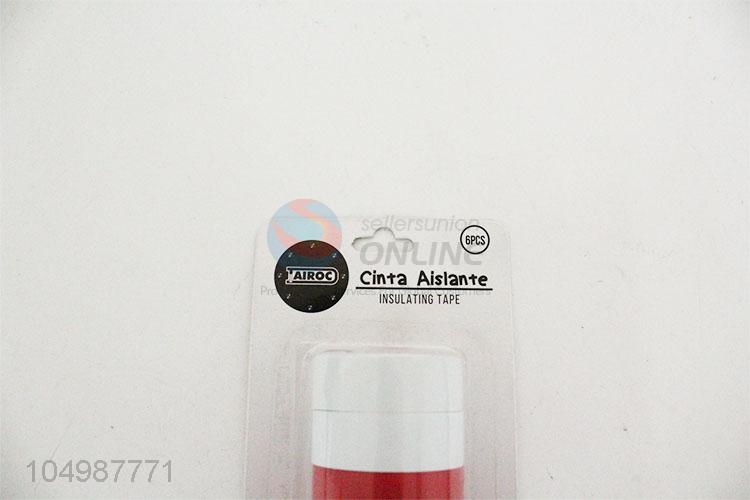 sellersunion
ONLINE
6PCS
TAIROC
Cinta Aislante
INSULATING TAPE
104987771